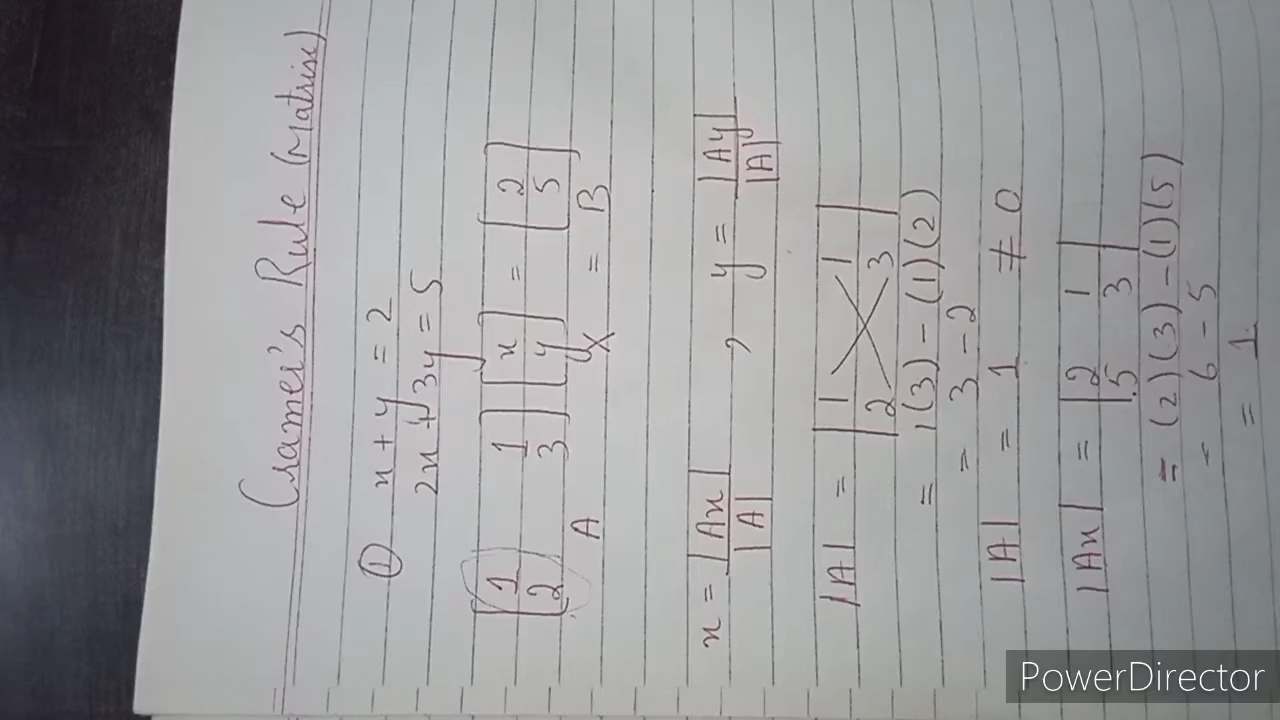 Cramer's Rule (Matrix)
① x + y = 2
2x + 3y = 5
[1 1] [x] = [2]
[2 3] [y] [5]
A X = B
x = |Ax| / |A| , y = |Ay| / |A|
|A| = |1 1|
|2 3|
= 1(3) - (1)(2)
= 3 - 2
|A| = 1 ≠ 0
|Ax| = |2 1|
|5 3|
= (2)(3) - (1)(5)
= 6 - 5
= 1
PowerDirector